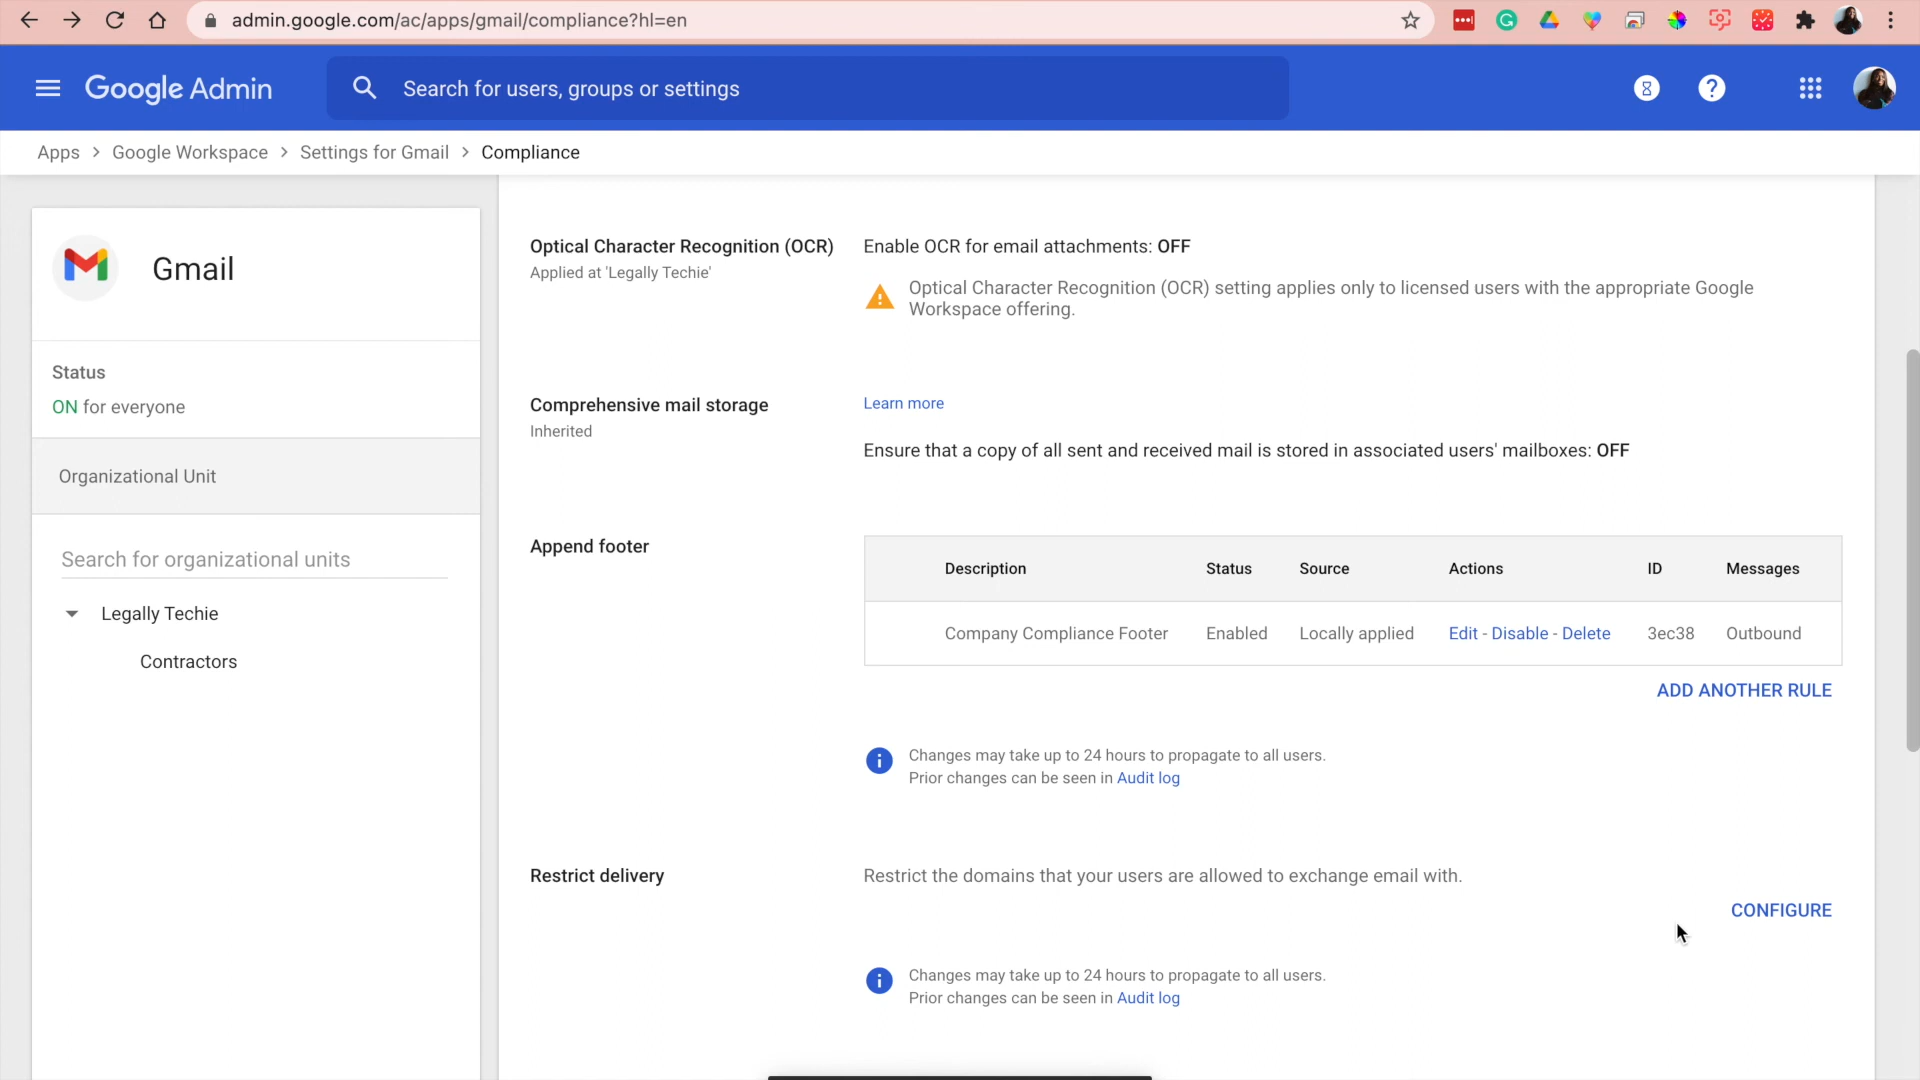 admin.google.com/ac/apps/gmail/compliance?hl=en
Google Admin
Search for users, groups or settings
Apps > Google Workspace > Settings for Gmail > Compliance
Gmail
Status
ON for everyone
Organizational Unit
Search for organizational units
Legally Techie
Contractors
Optical Character Recognition (OCR)
Applied at 'Legally Techie'
Enable OCR for email attachments: OFF
Optical Character Recognition (OCR) setting applies only to licensed users with the appropriate Google
Workspace offering.
Comprehensive mail storage
Inherited
Learn more
Ensure that a copy of all sent and received mail is stored in associated users' mailboxes: OFF
Append footer
Description Status Source Actions ID Messages
Company Compliance Footer Enabled Locally applied Edit - Disable - Delete 3ec38 Outbound
ADD ANOTHER RULE
Changes may take up to 24 hours to propagate to all users.
Prior changes can be seen in Audit log
Restrict delivery
Restrict the domains that your users are allowed to exchange email with.
CONFIGURE
Changes may take up to 24 hours to propagate to all users.
Prior changes can be seen in Audit log